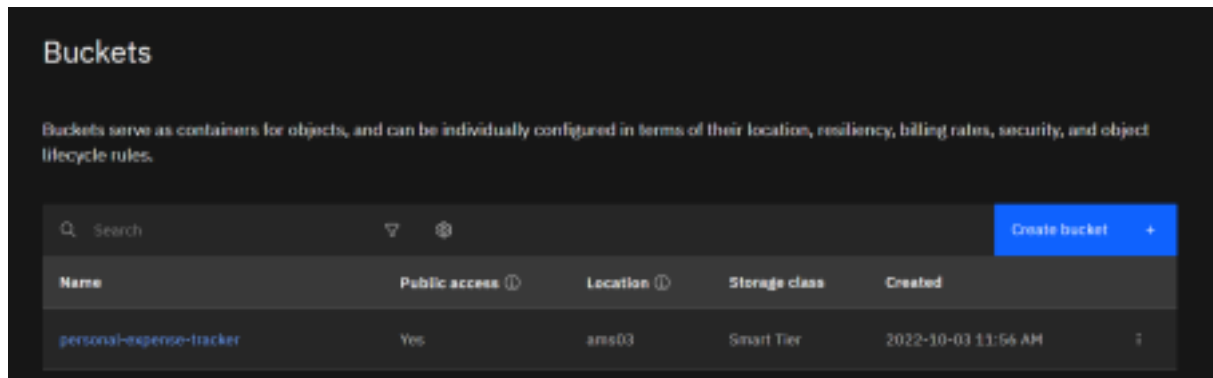 Buckets
Buckets serve as containers for objects, and can be individually configured in terms of their location, resiliency, billing rates, security, and object
lifecycle rules.
Search Create bucket +
Name Public access Location Storage class Created
personal-expense-tracker Yes ams03 Smart Tier 2022-10-03 11:56 AM